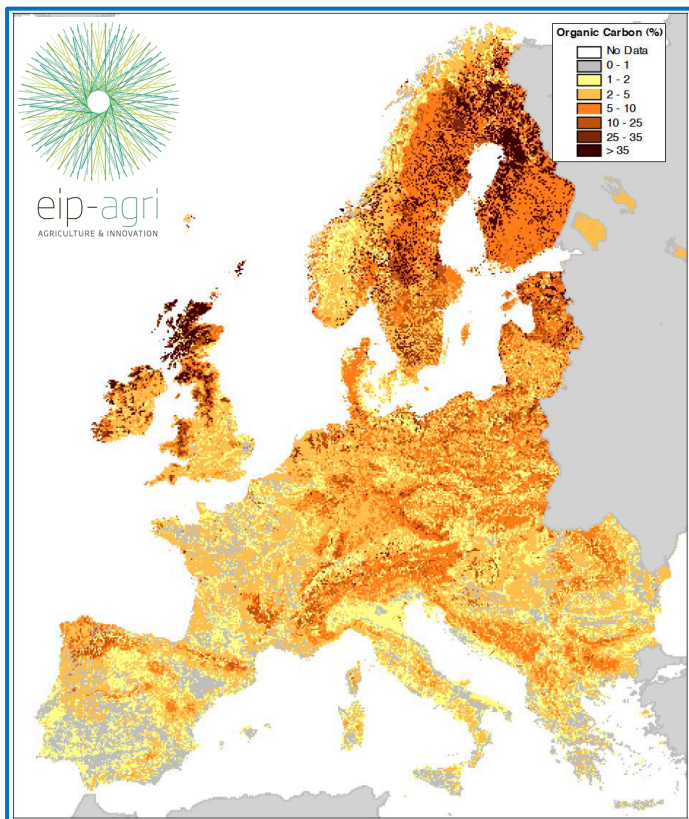 eip-agri
AGRICULTURE & INNOVATION
Organic Carbon (%)
No Data
0 - 1
1 - 2
2 - 5
5 - 10
10 - 25
25 - 35
> 35